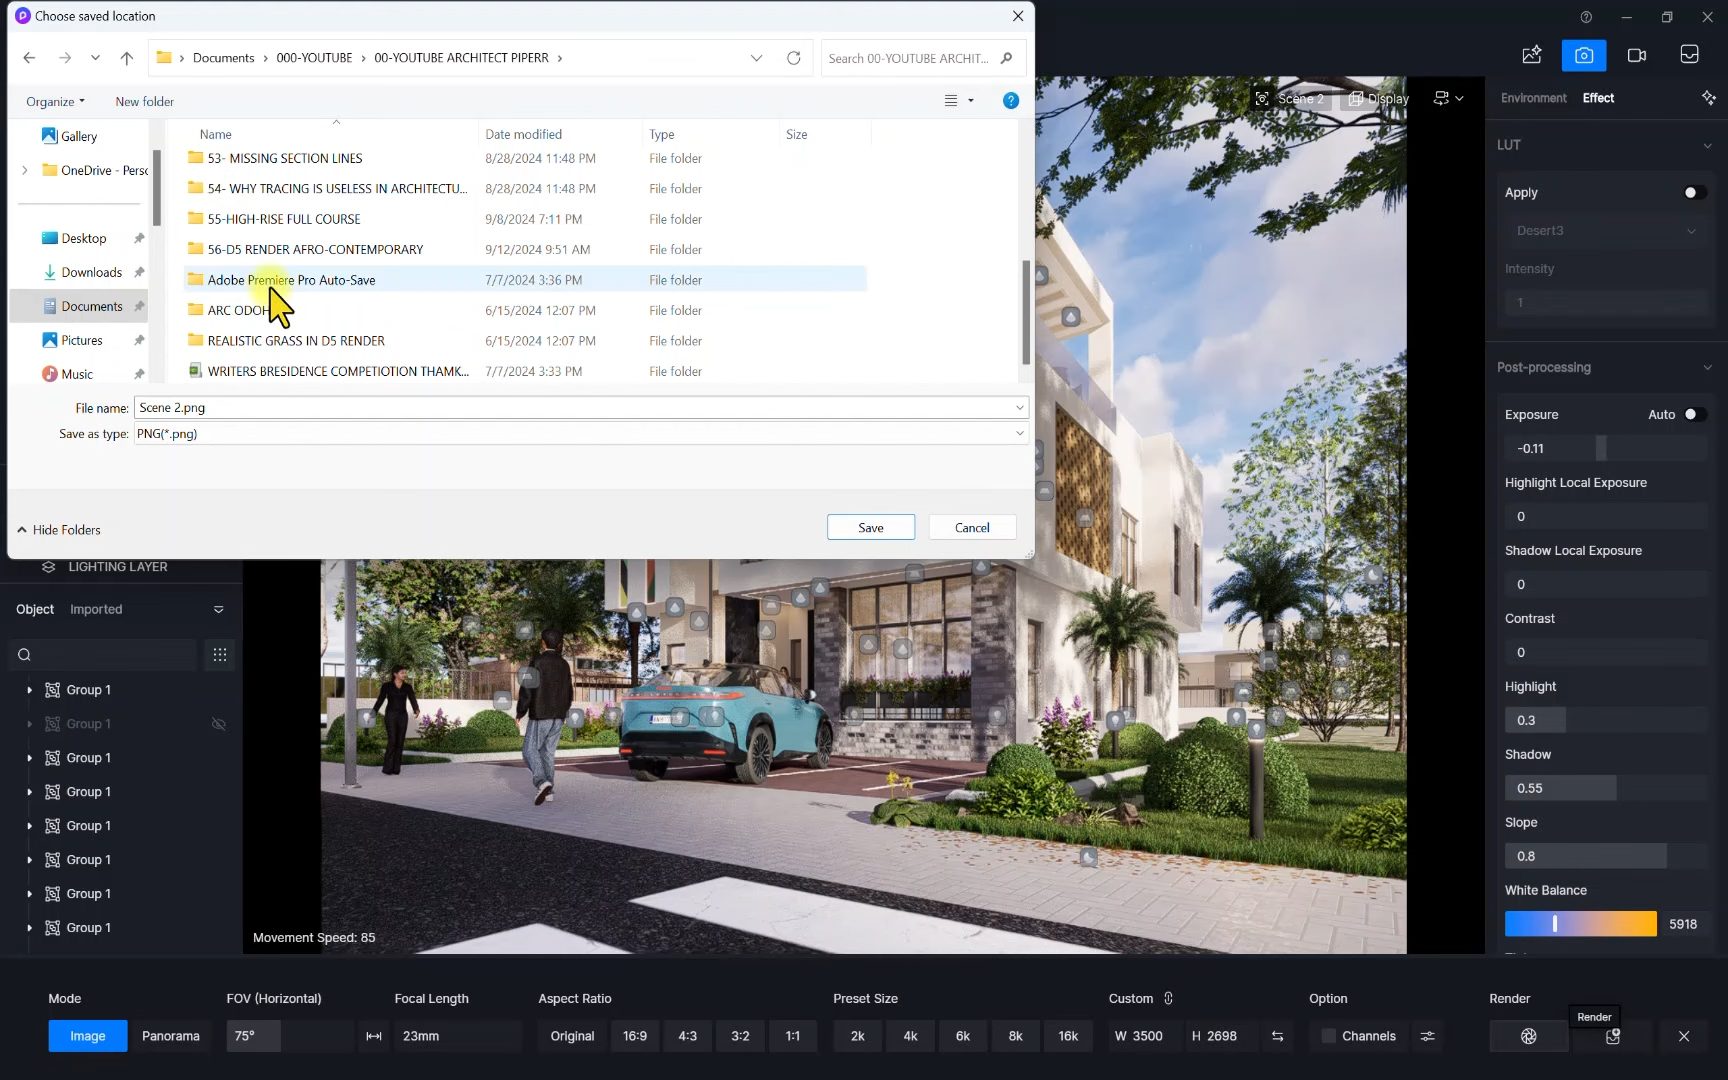 Choose saved location
Documents > 000-YOUTUBE > 00-YOUTUBE ARCHITECT PIPERR >
Search 00-YOUTUBE ARCHIT...
Organize
New folder
Gallery
OneDrive - Perso
Desktop
Downloads
Documents
Pictures
Music
Name Date modified Type Size
53- MISSING SECTION LINES 8/28/2024 11:48 PM File folder
54- WHY TRACING IS USELESS IN ARCHITECTU... 8/28/2024 11:48 PM File folder
55-HIGH-RISE FULL COURSE 9/8/2024 7:11 PM File folder
56-D5 RENDER AFRO-CONTEMPORARY 9/12/2024 9:51 AM File folder
Adobe Premiere Pro Auto-Save 7/7/2024 3:36 PM File folder
ARC ODOH 6/15/2024 12:07 PM File folder
REALISTIC GRASS IN D5 RENDER 6/15/2024 12:07 PM File folder
WRITERS BRESIDENCE COMPETIOTION THAMK... 7/7/2024 3:33 PM File folder
File name: Scene 2.png
Save as type: PNG(*.png)
Hide Folders
Save
Cancel
LIGHTING LAYER
Object Imported
Group 1
Group 1
Group 1
Group 1
Group 1
Group 1
Group 1
Group 1
Scene 2
Display
Movement Speed: 85
Environment Effect
LUT
Apply
Desert3
Intensity
1
Post-processing
Exposure Auto
-0.11
Highlight Local Exposure
0
Shadow Local Exposure
0
Contrast
0
Highlight
0.3
Shadow
0.55
Slope
0.8
White Balance
5918
Mode FOV (Horizontal) Focal Length Aspect Ratio Preset Size Custom Option Render
Render
Image Panorama 75° 23mm Original 16:9 4:3 3:2 1:1 2k 4k 6k 8k 16k W 3500 H 2698 Channels